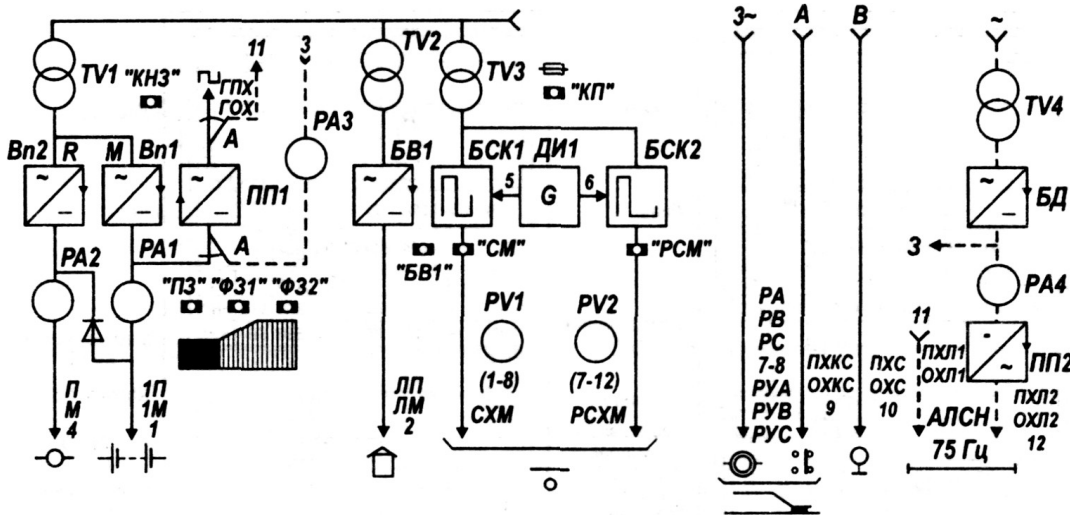 3~ A B ~
TV1 "КНЗ" 11 3 TV2 TV3 "КП" TV4
ГПХ
ГОХ
А РА3
Вп2 R M Вп1 ПП1 БВ1 БСК1 ДИ1 БСК2 БД
~ ~ ~ ~ 5 G 6 ~
– – – – –
РА2 РА1 А "СМ" "РСМ" 3
"БВ1"
"ПЗ" "ФЗ1" "ФЗ2" PV1 PV2 РА4
РА
РВ
РС
7-8
РУА
РУВ
РУС
ПХКС
ОХКС
9
ПХС
ОХС
10
11
ПХЛ1
ОХЛ1
- ~ ПП2
(1-8) (7-12)
П
М
4
1П
1М
1
ЛП
ЛМ
2
СХМ РСХМ
АЛСН
75 Гц
ПХЛ2
ОХЛ2
12